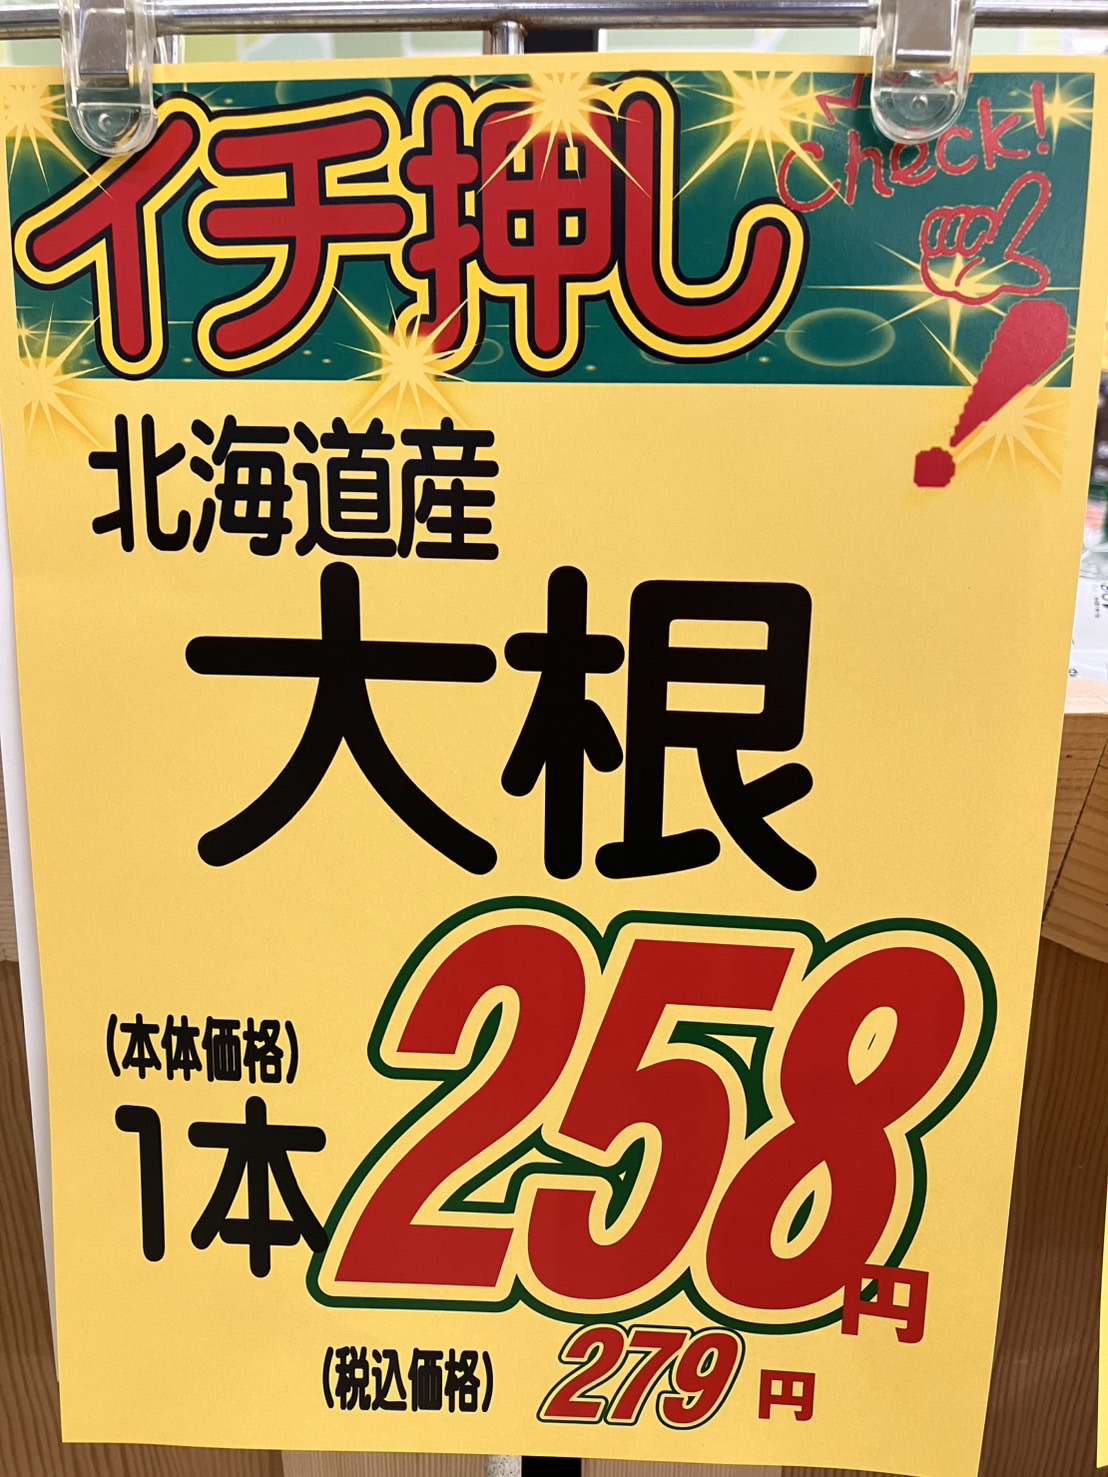 イチ押し
Check!
北海道産
大根
(本体価格)
1本 258円
(税込価格) 279円